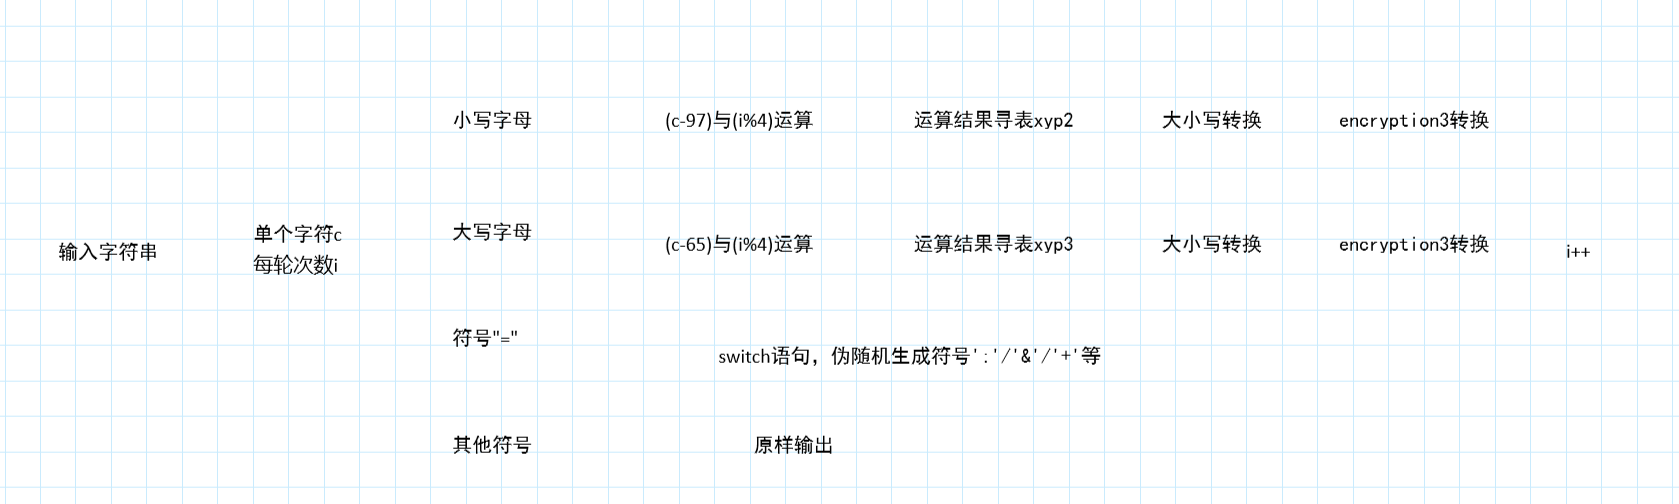 输入字符串
单个字符c
每轮次数i
小写字母
(c-97)与(i%4)运算
运算结果寻表xyp2
大小写转换
encryption3转换
大写字母
(c-65)与(i%4)运算
运算结果寻表xyp3
大小写转换
encryption3转换
i++
符号"="
switch语句，伪随机生成符号':'/'&'/'+'等
其他符号
原样输出